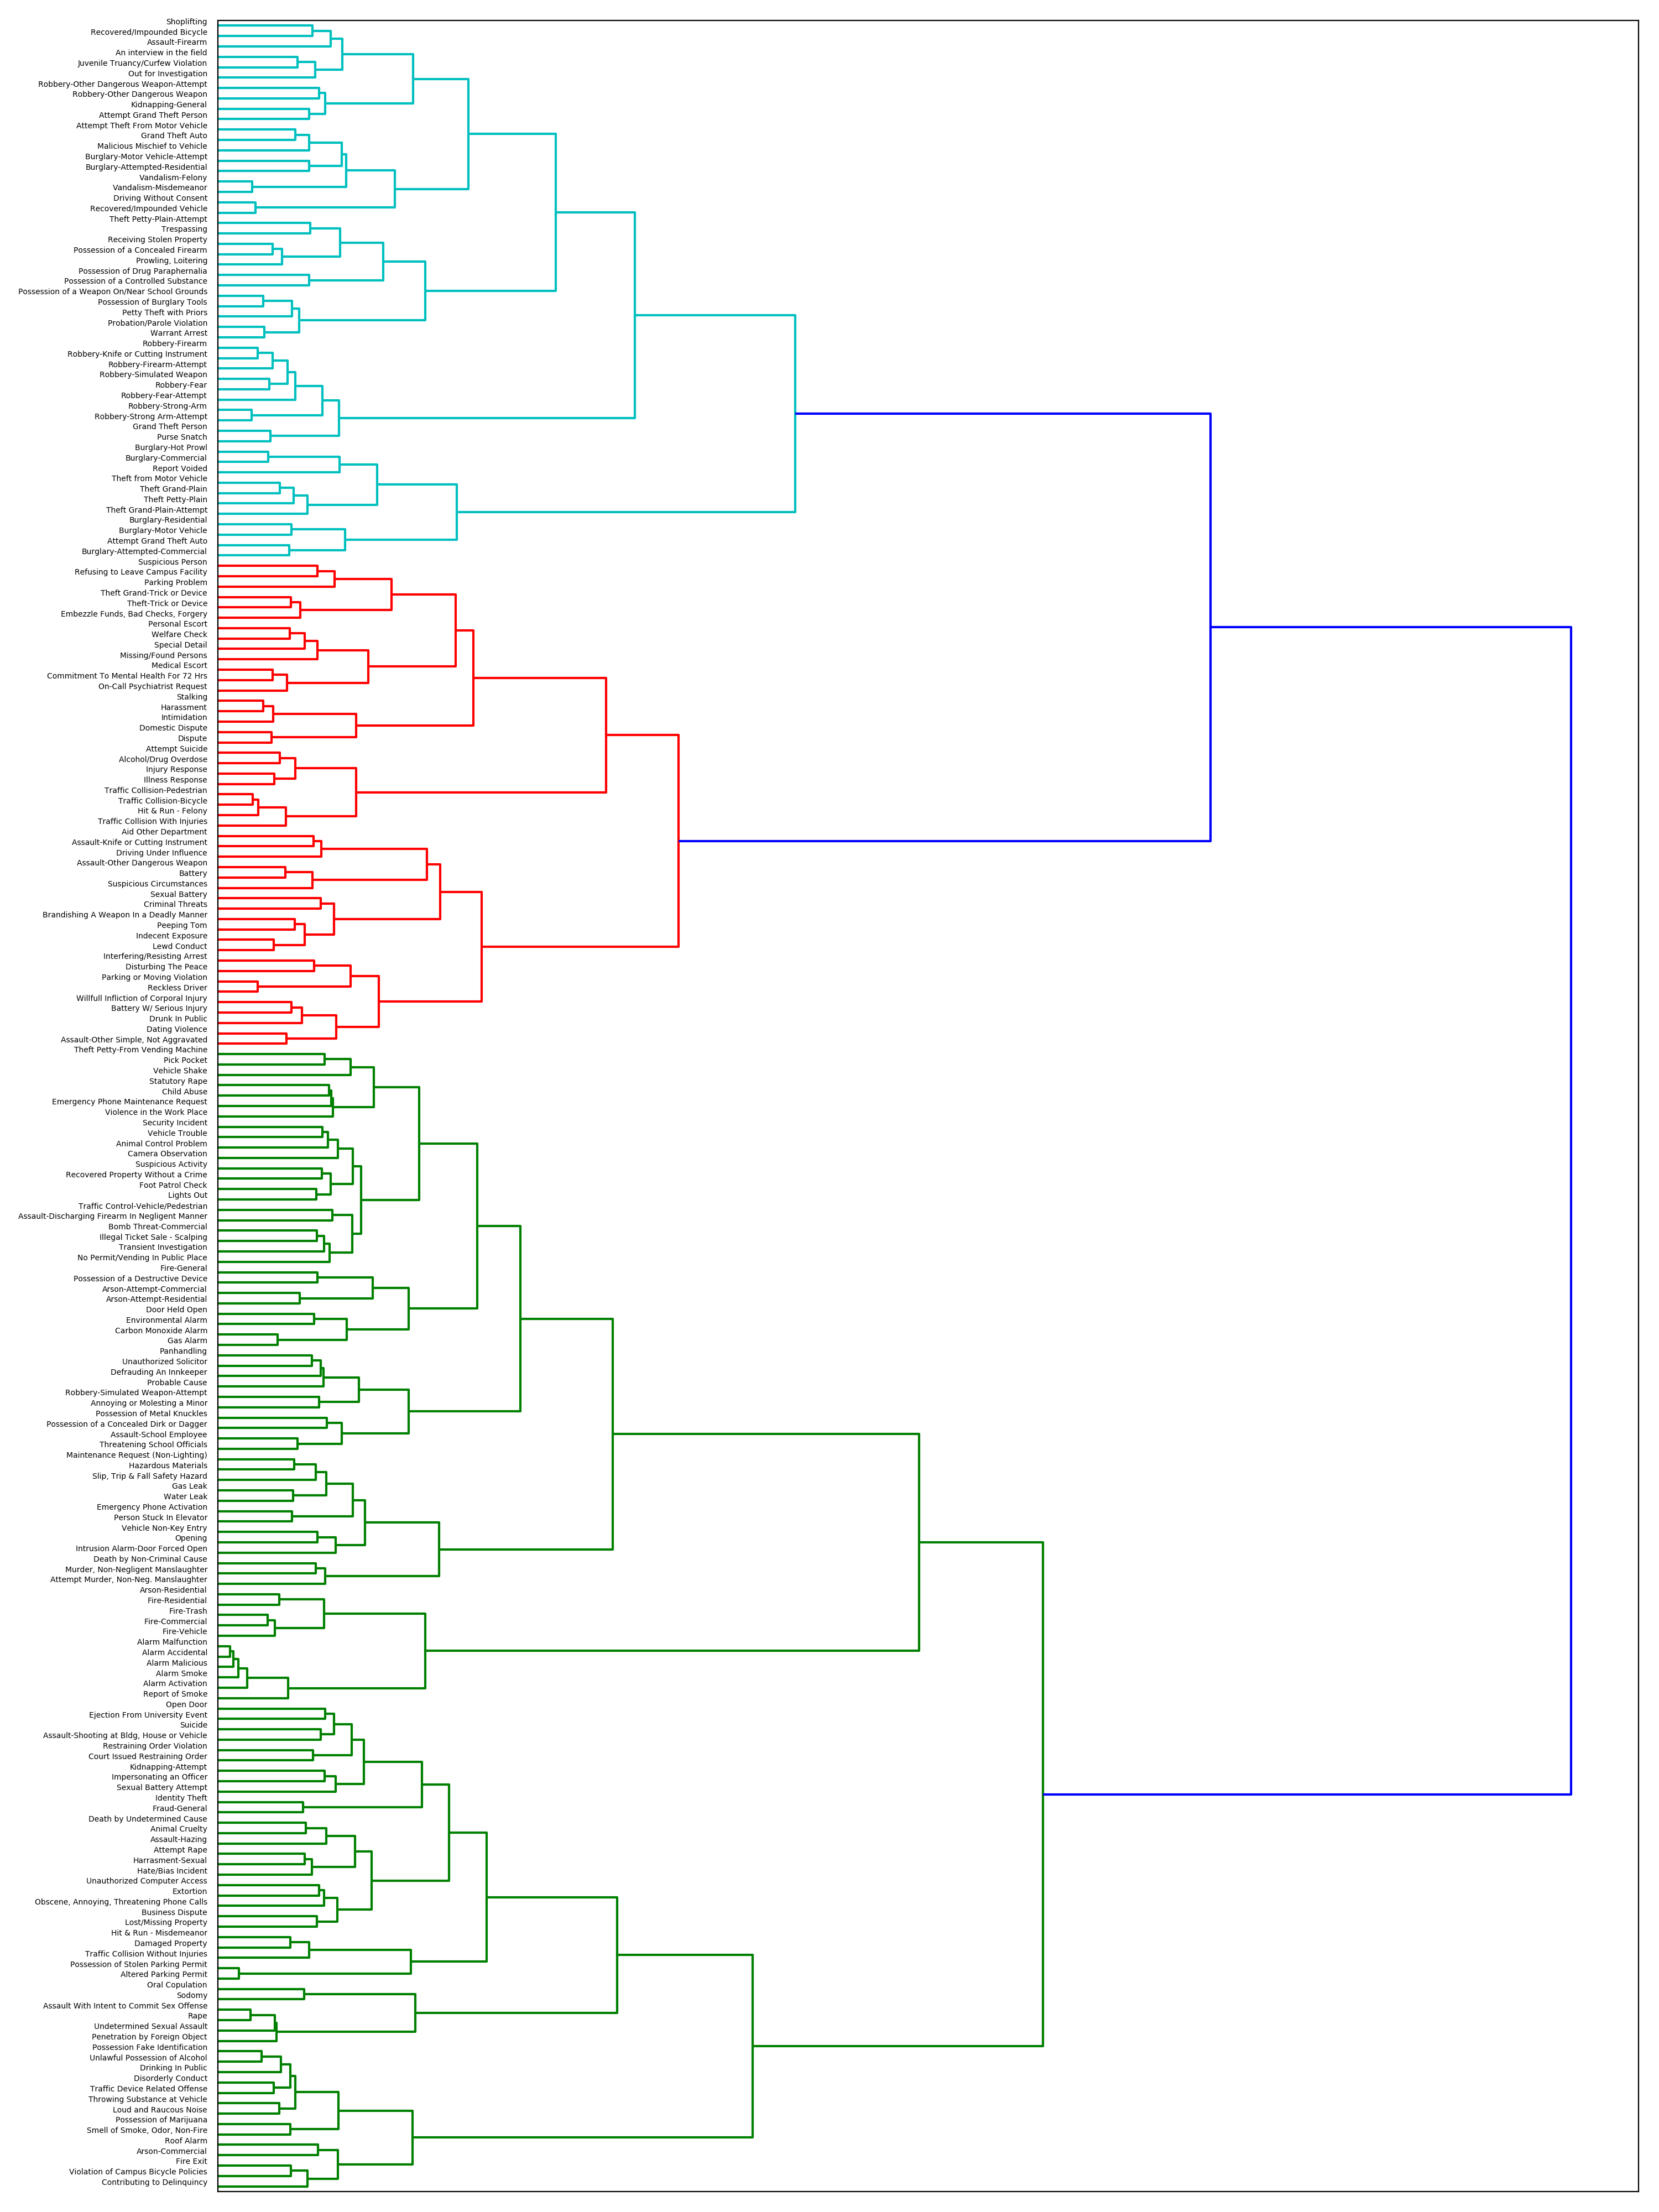 Shoplifting
Recovered/Impounded Bicycle
Assault-Firearm
An interview in the field
Juvenile Truancy/Curfew Violation
Out for Investigation
Robbery-Other Dangerous Weapon-Attempt
Robbery-Other Dangerous Weapon
Kidnapping-General
Attempt Grand Theft Person
Attempt Theft From Motor Vehicle
Grand Theft Auto
Malicious Mischief to Vehicle
Burglary-Motor Vehicle-Attempt
Burglary-Attempted-Residential
Vandalism-Felony
Vandalism-Misdemeanor
Driving Without Consent
Recovered/Impounded Vehicle
Theft Petty-Plain-Attempt
Trespassing
Receiving Stolen Property
Possession of a Concealed Firearm
Prowling, Loitering
Possession of Drug Paraphernalia
Possession of a Controlled Substance
Possession of a Weapon On/Near School Grounds
Possession of Burglary Tools
Petty Theft with Priors
Probation/Parole Violation
Warrant Arrest
Robbery-Firearm
Robbery-Knife or Cutting Instrument
Robbery-Firearm-Attempt
Robbery-Simulated Weapon
Robbery-Fear
Robbery-Fear-Attempt
Robbery-Strong-Arm
Robbery-Strong Arm-Attempt
Grand Theft Person
Purse Snatch
Burglary-Hot Prowl
Burglary-Commercial
Report Voided
Theft from Motor Vehicle
Theft Grand-Plain
Theft Petty-Plain
Theft Grand-Plain-Attempt
Burglary-Residential
Burglary-Motor Vehicle
Attempt Grand Theft Auto
Burglary-Attempted-Commercial
Suspicious Person
Refusing to Leave Campus Facility
Parking Problem
Theft Grand-Trick or Device
Theft-Trick or Device
Embezzle Funds, Bad Checks, Forgery
Personal Escort
Welfare Check
Special Detail
Missing/Found Persons
Medical Escort
Commitment To Mental Health For 72 Hrs
On-Call Psychiatrist Request
Stalking
Harassment
Intimidation
Domestic Dispute
Dispute
Attempt Suicide
Alcohol/Drug Overdose
Injury Response
Illness Response
Traffic Collision-Pedestrian
Traffic Collision-Bicycle
Hit & Run - Felony
Traffic Collision With Injuries
Aid Other Department
Assault-Knife or Cutting Instrument
Driving Under Influence
Assault-Other Dangerous Weapon
Battery
Suspicious Circumstances
Sexual Battery
Criminal Threats
Brandishing A Weapon In a Deadly Manner
Peeping Tom
Indecent Exposure
Lewd Conduct
Interfering/Resisting Arrest
Disturbing The Peace
Parking or Moving Violation
Reckless Driver
Willfull Infliction of Corporal Injury
Battery W/ Serious Injury
Drunk In Public
Dating Violence
Assault-Other Simple, Not Aggravated
Theft Petty-From Vending Machine
Pick Pocket
Vehicle Shake
Statutory Rape
Child Abuse
Emergency Phone Maintenance Request
Violence in the Work Place
Security Incident
Vehicle Trouble
Animal Control Problem
Camera Observation
Suspicious Activity
Recovered Property Without a Crime
Foot Patrol Check
Lights Out
Traffic Control-Vehicle/Pedestrian
Assault-Discharging Firearm In Negligent Manner
Bomb Threat-Commercial
Illegal Ticket Sale - Scalping
Transient Investigation
No Permit/Vending In Public Place
Fire-General
Possession of a Destructive Device
Arson-Attempt-Commercial
Arson-Attempt-Residential
Door Held Open
Environmental Alarm
Carbon Monoxide Alarm
Gas Alarm
Panhandling
Unauthorized Solicitor
Defrauding An Innkeeper
Probable Cause
Robbery-Simulated Weapon-Attempt
Annoying or Molesting a Minor
Possession of Metal Knuckles
Possession of a Concealed Dirk or Dagger
Assault-School Employee
Threatening School Officials
Maintenance Request (Non-Lighting)
Hazardous Materials
Slip, Trip & Fall Safety Hazard
Gas Leak
Water Leak
Emergency Phone Activation
Person Stuck In Elevator
Vehicle Non-Key Entry
Opening
Intrusion Alarm-Door Forced Open
Death by Non-Criminal Cause
Murder, Non-Negligent Manslaughter
Attempt Murder, Non-Neg. Manslaughter
Arson-Residential
Fire-Residential
Fire-Trash
Fire-Commercial
Fire-Vehicle
Alarm Malfunction
Alarm Accidental
Alarm Malicious
Alarm Smoke
Alarm Activation
Report of Smoke
Open Door
Ejection From University Event
Suicide
Assault-Shooting at Bldg, House or Vehicle
Restraining Order Violation
Court Issued Restraining Order
Kidnapping-Attempt
Impersonating an Officer
Sexual Battery Attempt
Identity Theft
Fraud-General
Death by Undetermined Cause
Animal Cruelty
Assault-Hazing
Attempt Rape
Harrasment-Sexual
Hate/Bias Incident
Unauthorized Computer Access
Extortion
Obscene, Annoying, Threatening Phone Calls
Business Dispute
Lost/Missing Property
Hit & Run - Misdemeanor
Damaged Property
Traffic Collision Without Injuries
Possession of Stolen Parking Permit
Altered Parking Permit
Oral Copulation
Sodomy
Assault With Intent to Commit Sex Offense
Rape
Undetermined Sexual Assault
Penetration by Foreign Object
Possession Fake Identification
Unlawful Possession of Alcohol
Drinking In Public
Disorderly Conduct
Traffic Device Related Offense
Throwing Substance at Vehicle
Loud and Raucous Noise
Possession of Marijuana
Smell of Smoke, Odor, Non-Fire
Roof Alarm
Arson-Commercial
Fire Exit
Violation of Campus Bicycle Policies
Contributing to Delinquency